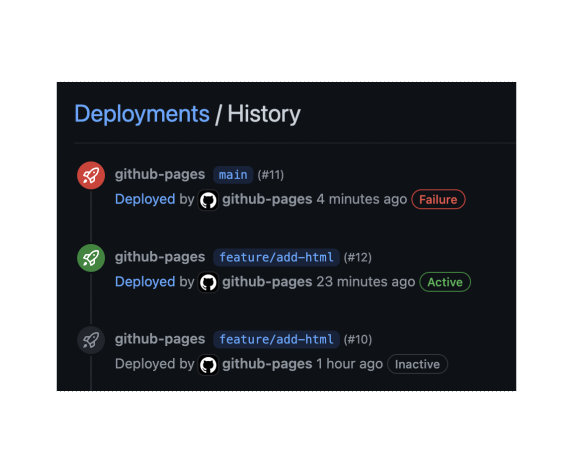 Deployments / History
github-pages main (#11)
Deployed by github-pages 4 minutes ago Failure
github-pages feature/add-html (#12)
Deployed by github-pages 23 minutes ago Active
github-pages feature/add-html (#10)
Deployed by github-pages 1 hour ago Inactive